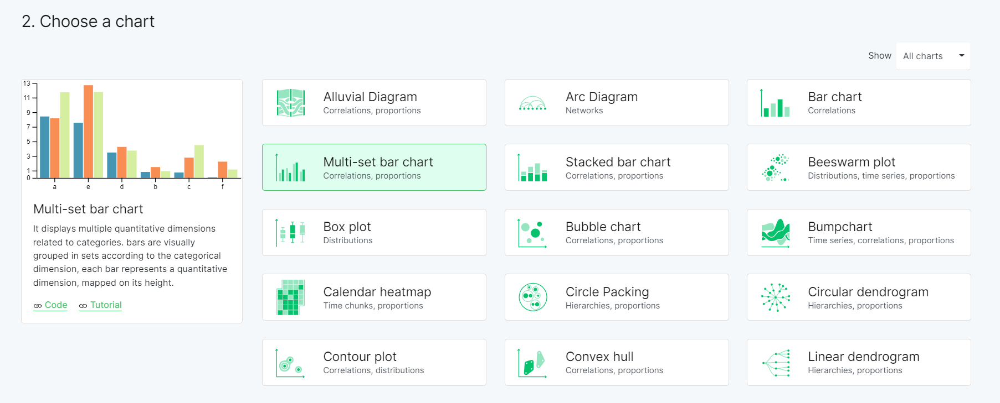 2. Choose a chart
Show
All charts
13
11
9
7
5
3
1
0
a e d b c f
Multi-set bar chart
It displays multiple quantitative dimensions
related to categories. bars are visually
grouped in sets according to the categorical
dimension, each bar represents a quantitative
dimension, mapped on its height.
Code Tutorial
Alluvial Diagram
Correlations, proportions
Arc Diagram
Networks
Bar chart
Correlations
Multi-set bar chart
Correlations, proportions
Stacked bar chart
Correlations, proportions
Beeswarm plot
Distributions, time series, proportions
Box plot
Distributions
Bubble chart
Correlations, proportions
Bumpchart
Time series, correlations, proportions
Calendar heatmap
Time chunks, proportions
Circle Packing
Hierarchies, proportions
Circular dendrogram
Hierarchies, proportions
Contour plot
Correlations, distributions
Convex hull
Correlations, proportions
Linear dendrogram
Hierarchies, proportions